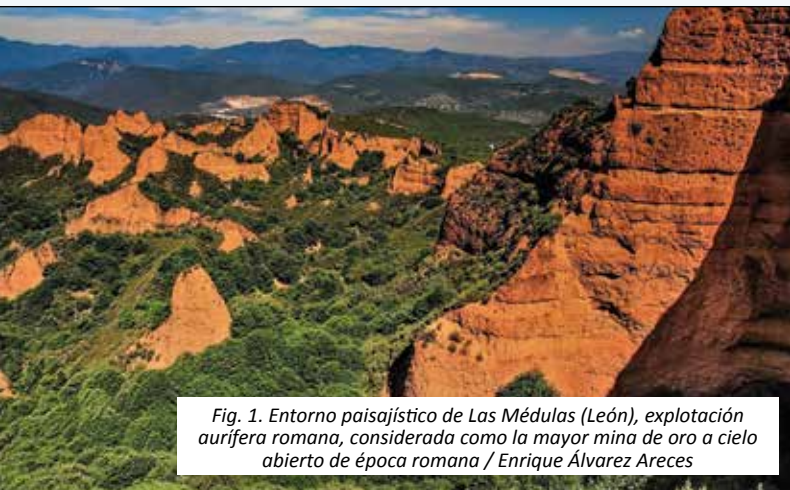 Fig. 1. Entorno paisajístico de Las Médulas (León), explotación
aurífera romana, considerada como la mayor mina de oro a cielo
abierto de época romana / Enrique Álvarez Areces